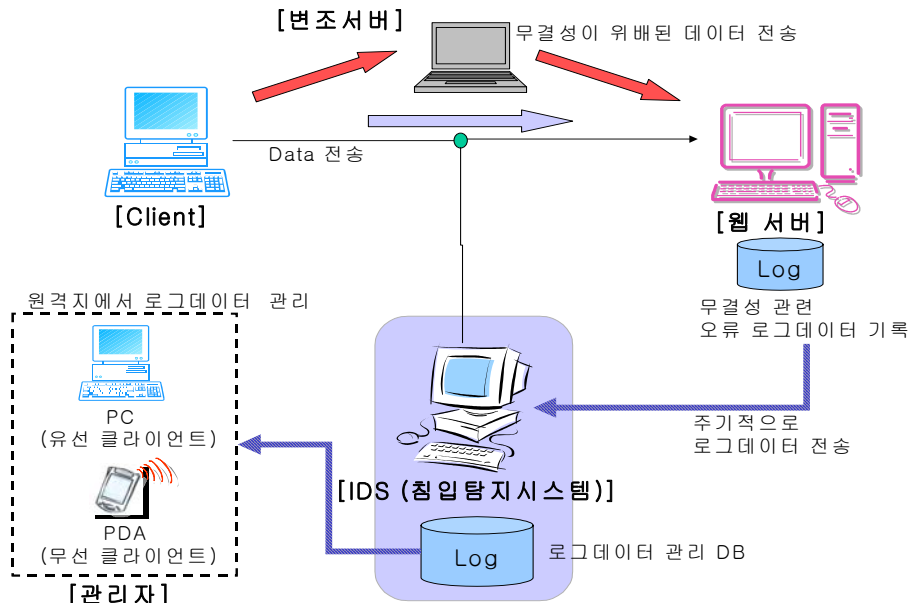 [변조서버]
무결성이 위배된 데이터 전송
Data 전송
[Client]
[웹 서버]
Log
무결성 관련
오류 로그데이터 기록
원격지에서 로그데이터 관리
PC
(유선 클라이언트)
주기적으로
로그데이터 전송
[IDS (침입탐지시스템)]
PDA
(무선 클라이언트)
Log
로그데이터 관리 DB
[관리자]